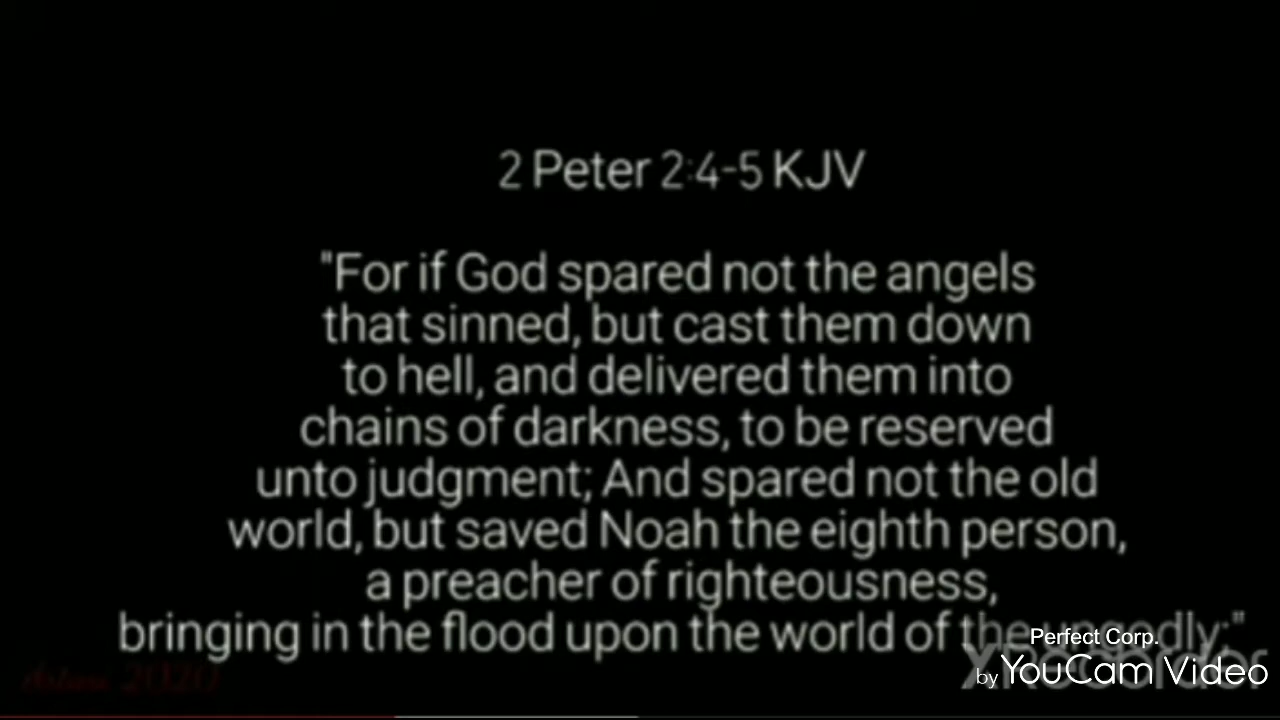 2 Peter 2:4-5 KJV
"For if God spared not the angels
that sinned, but cast them down
to hell, and delivered them into
chains of darkness, to be reserved
unto judgment; And spared not the old
world, but saved Noah the eighth person,
a preacher of righteousness,
bringing in the flood upon the world of the ungodly;"
Perfect Corp.
by YouCam Video
XRecorder
2020